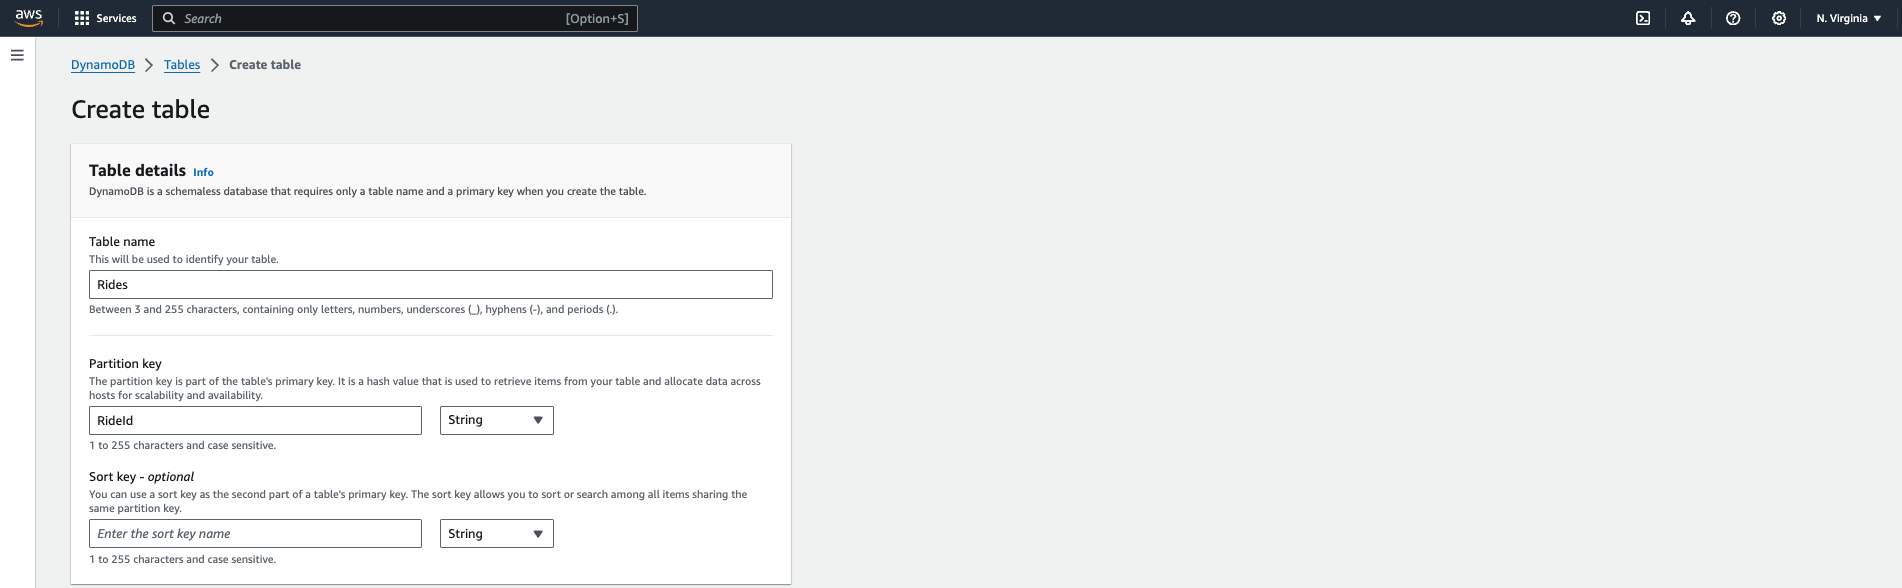 aws
Services
Search
[Option+S]
N. Virginia
DynamoDB
Tables
Create table
Create table
Table details Info
DynamoDB is a schemaless database that requires only a table name and a primary key when you create the table.
Table name
This will be used to identify your table.
Rides
Between 3 and 255 characters, containing only letters, numbers, underscores (_), hyphens (-), and periods (.).
Partition key
The partition key is part of the table's primary key. It is a hash value that is used to retrieve items from your table and allocate data across
hosts for scalability and availability.
RideId
String
1 to 255 characters and case sensitive.
Sort key - optional
You can use a sort key as the second part of a table's primary key. The sort key allows you to sort or search among all items sharing the
same partition key.
Enter the sort key name
String
1 to 255 characters and case sensitive.